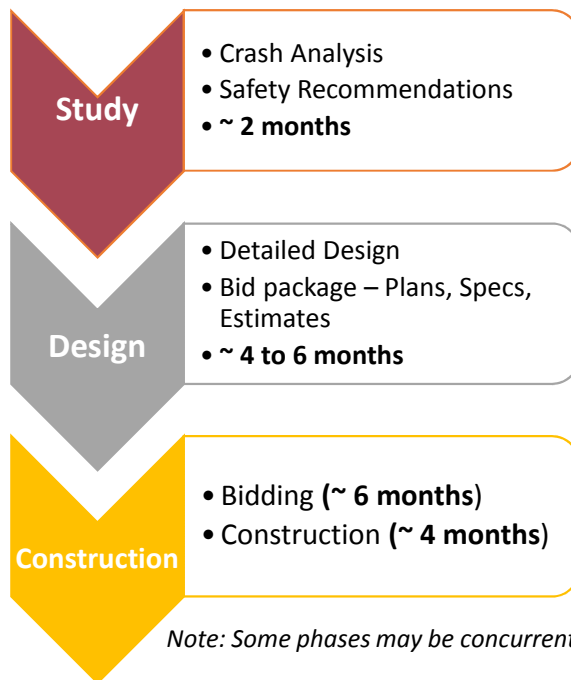 Study
• Crash Analysis
• Safety Recommendations
• ~ 2 months
Design
• Detailed Design
• Bid package – Plans, Specs,
Estimates
• ~ 4 to 6 months
Construction
• Bidding (~ 6 months)
• Construction (~ 4 months)
Note: Some phases may be concurrent